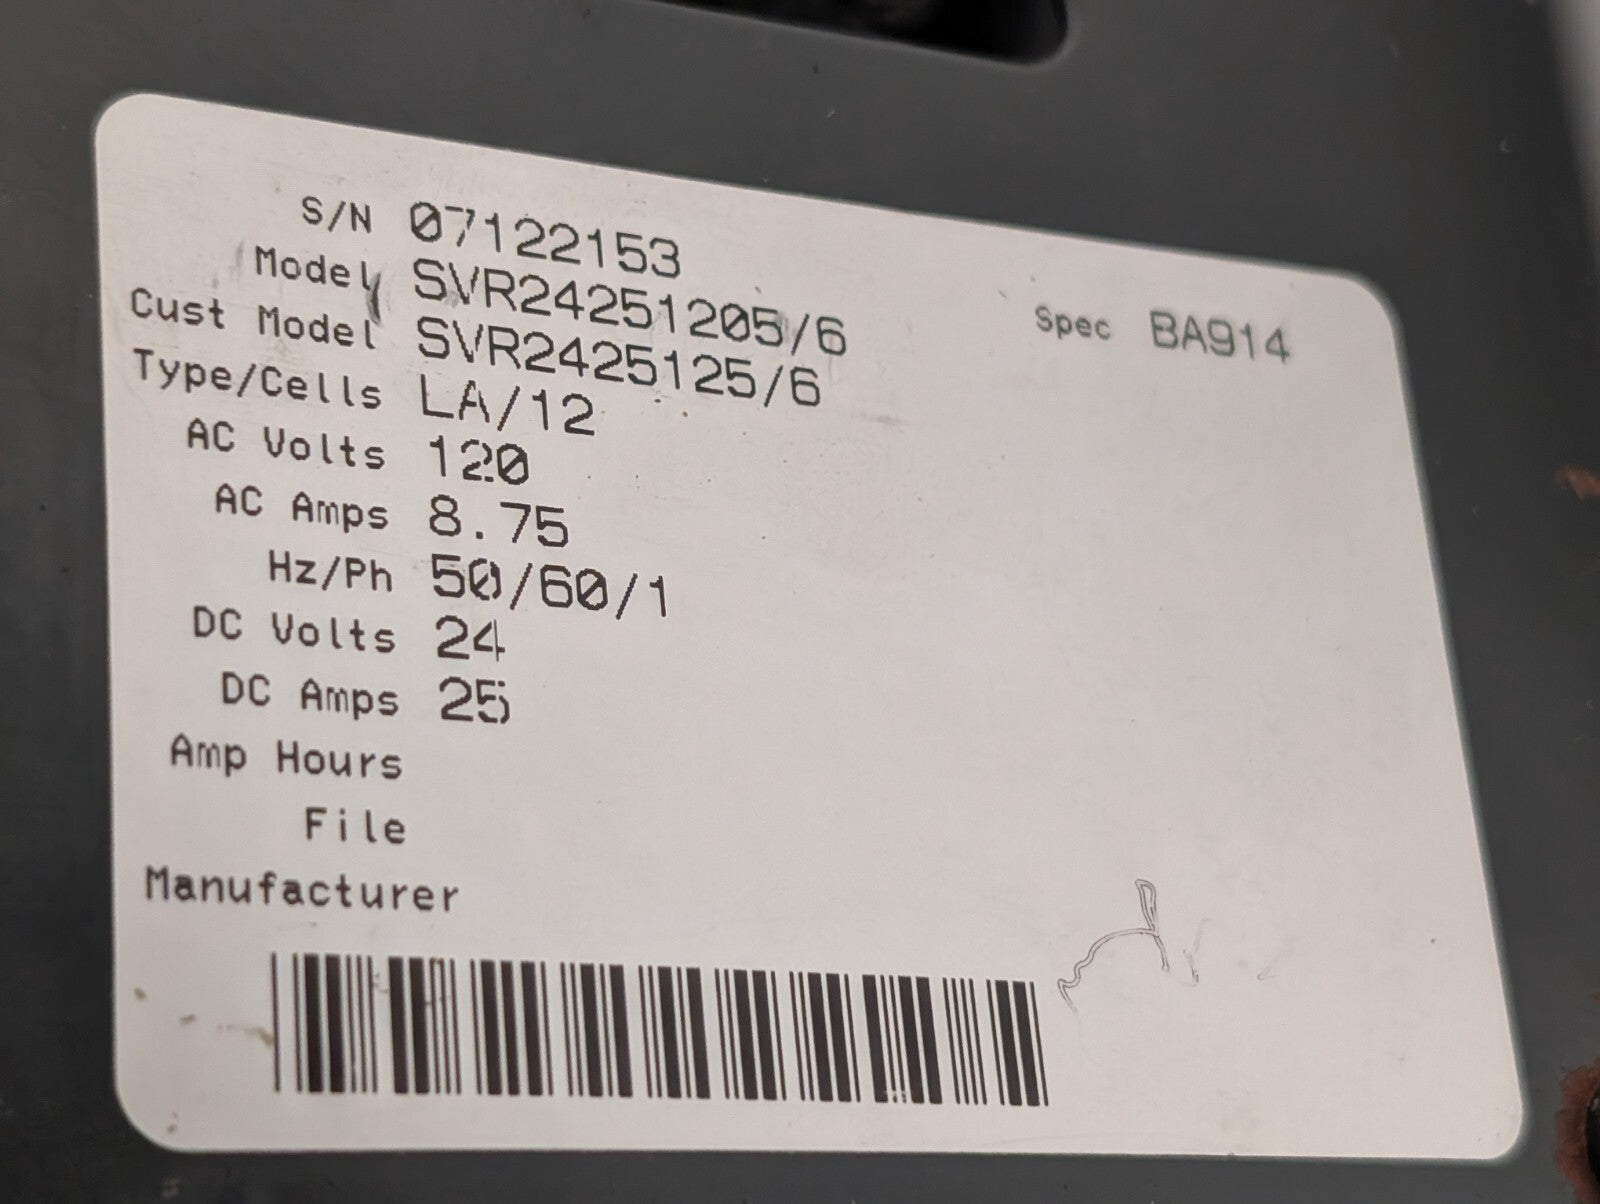 S/N 07122153
Model SVR24251205/6 Spec BA914
Cust Model SVR2425125/6
Type/Cells LA/12
AC Volts 120
AC Amps 8.75
Hz/Ph 50/60/1
DC Volts 24
DC Amps 25
Amp Hours
File
Manufacturer